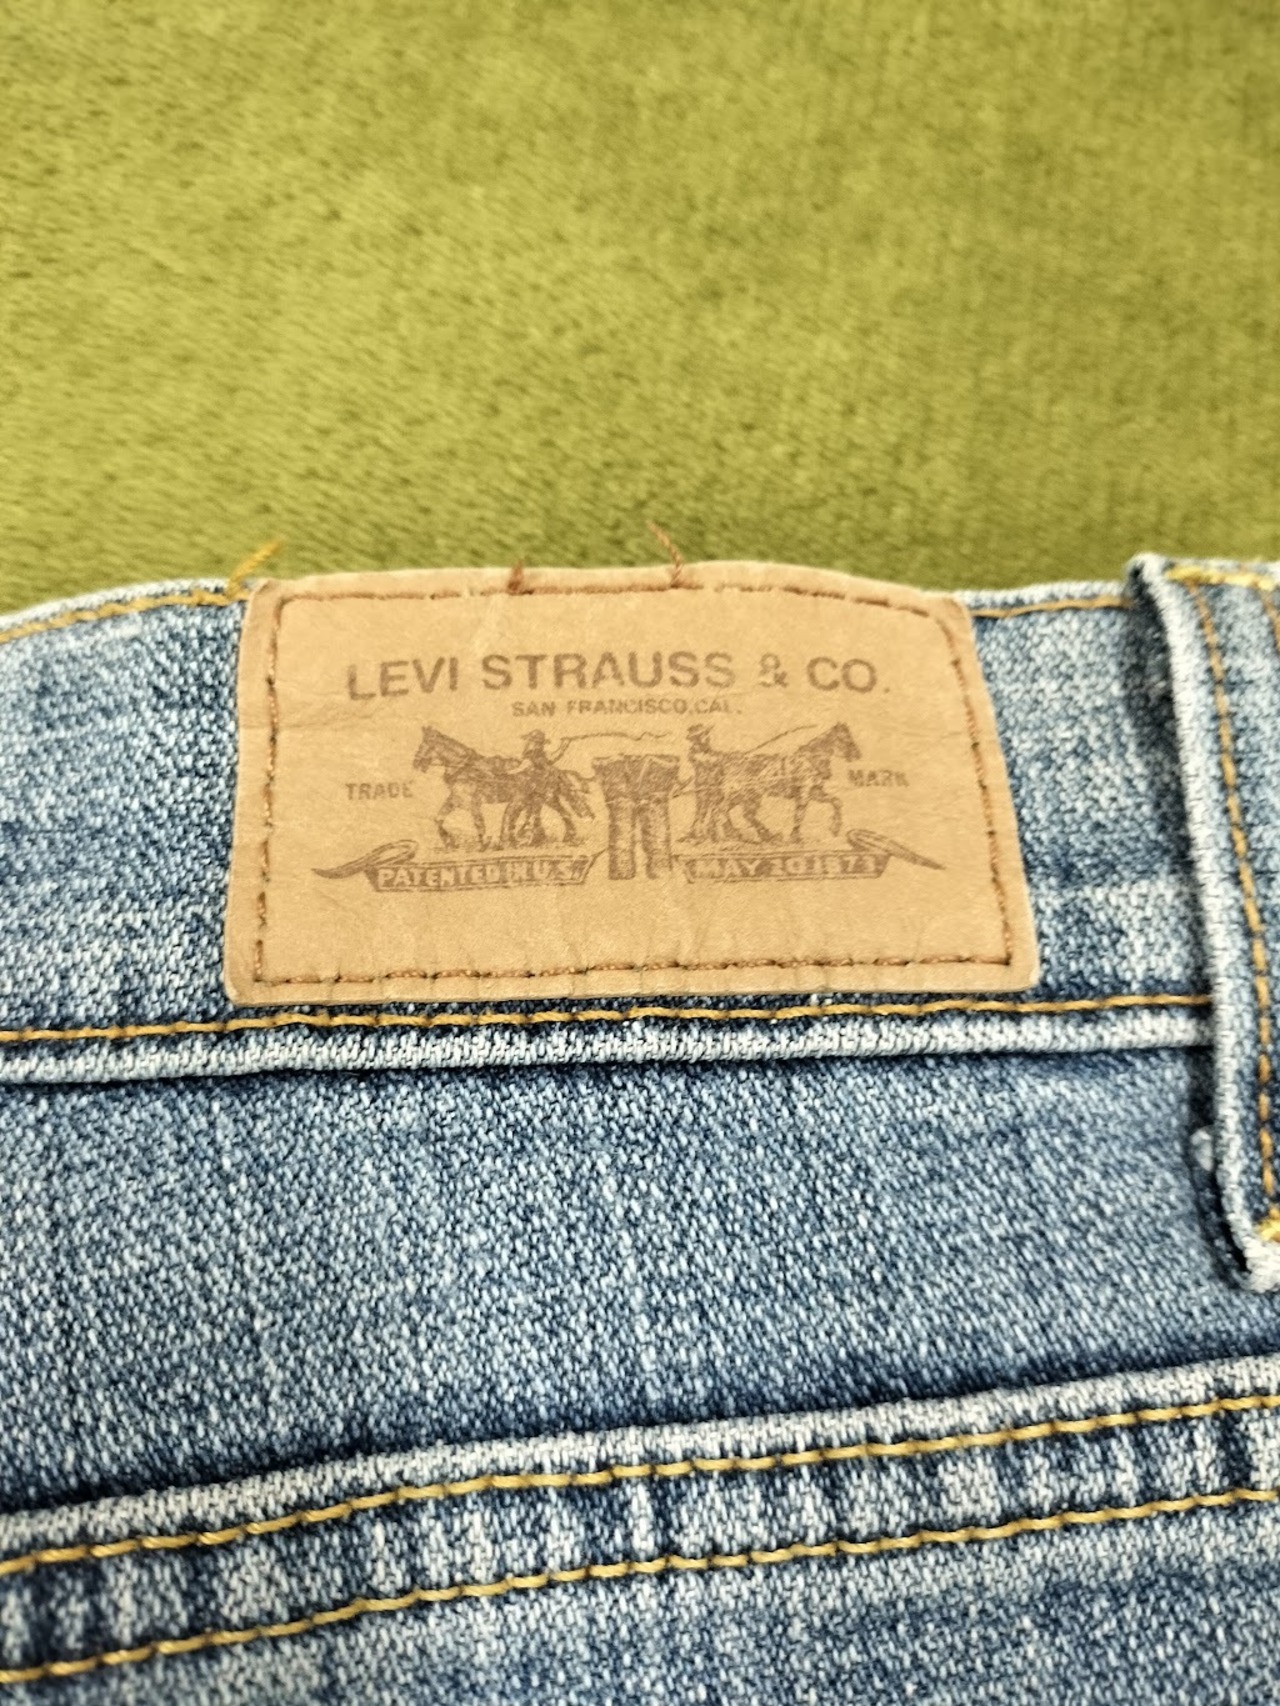 LEVI STRAUSS & CO.
SAN FRANCISCO, CAL.
TRADE MARK
PATENTED IN U.S. MAY 20 1873